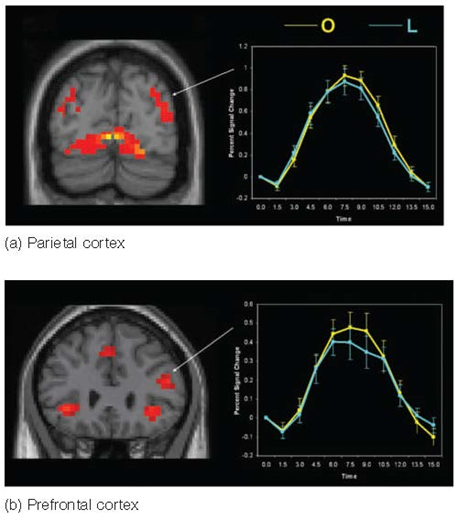 O L
Percent Signal Change
1.2
1
0.8
0.6
0.4
0.2
0
-0.2
0.0 1.5 3.0 4.5 6.0 7.5 9.0 10.5 12.0 13.5 15.0
Time
(a) Parietal cortex
Percent Signal Change
0.6
0.5
0.4
0.3
0.2
0.1
0
-0.1
-0.2
0.0 1.5 3.0 4.5 6.0 7.5 9.0 10.5 12.0 13.5 15.0
Time
(b) Prefrontal cortex